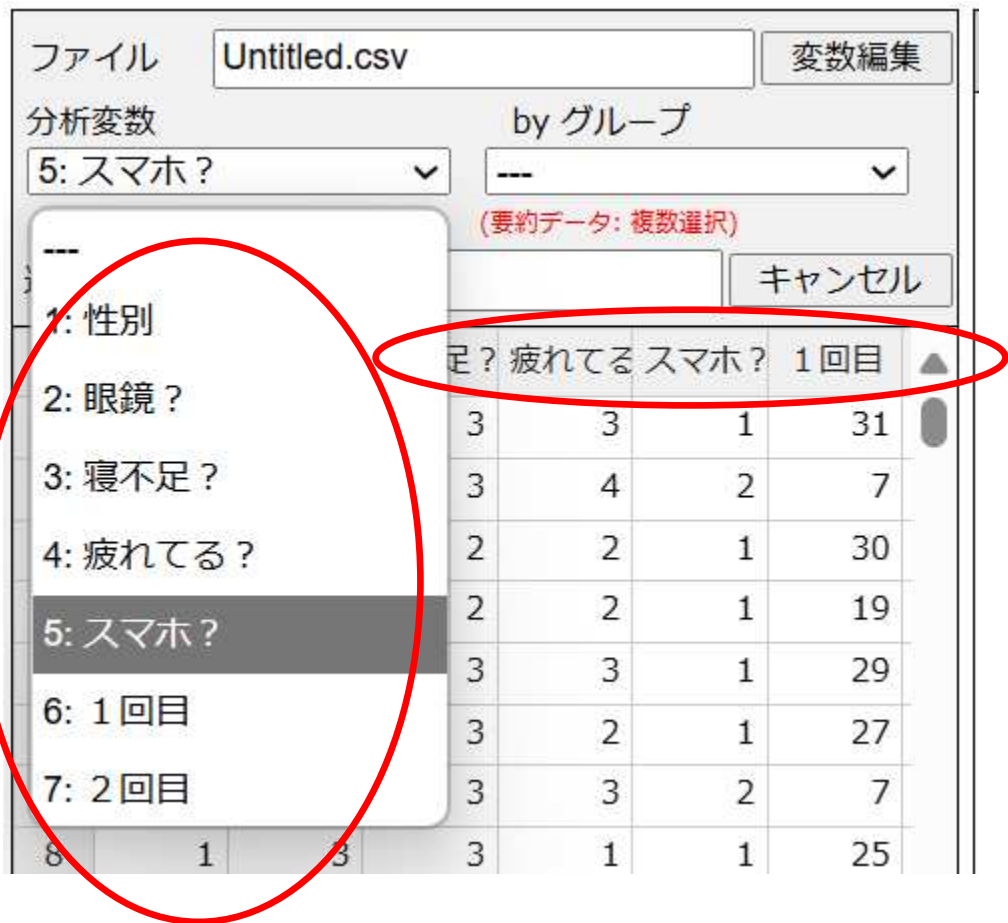 ファイル Untitled.csv 変数編集
分析変数 by グループ
5: スマホ？ ---
(要約データ: 複数選択)
---
キャンセル
1: 性別
2: 眼鏡？
3: 寝不足？
4: 疲れてる？
5: スマホ？
6: １回目
7: ２回目
足？ 疲れてる スマホ？ １回目
3 3 1 31
3 4 2 7
2 2 1 30
2 2 1 19
3 3 1 29
3 2 1 27
3 3 2 7
8 1 3 3 1 1 25